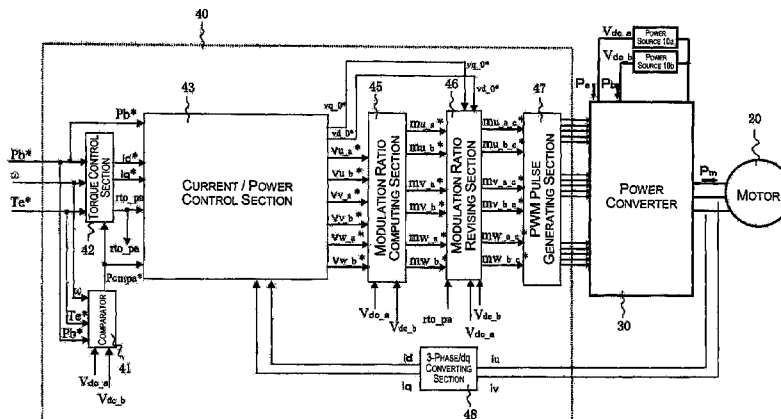 40
Vdc_a
POWER SOURCE 10a
Vdc_b
POWER SOURCE 10b
43
vq_0*
vd_0*
45
46
47
Pa
Pb
20
Pb*
Pb*
ω
Te*
TORQUE CONTROL SECTION
42
id*
iq*
rto_pa
rto_pa
Pcmpa*
CURRENT / POWER CONTROL SECTION
vq_0*
vd_0*
vu_a*
vu_b*
vv_a*
vv_b*
vw_a*
vw_b*
MODULATION RATIO COMPUTING SECTION
mu_a*
mu_b*
mv_a*
mv_b*
mw_a*
mw_b*
MODULATION RATIO REVISING SECTION
mu_a_c*
mu_b_c*
mv_a_c*
mv_b_c*
mw_a_c*
mw_b_c*
PWM PULSE GENERATING SECTION
POWER CONVERTER
30
Pm
MOTOR
ω
Te*
Pb*
COMPARATOR
41
Vdc_a
Vdc_b
Vdc_a
Vdc_b
rto_pa
Vdc_b
Vdc_a
id
iq
3-PHASE/dq CONVERTING SECTION
48
iu
iv